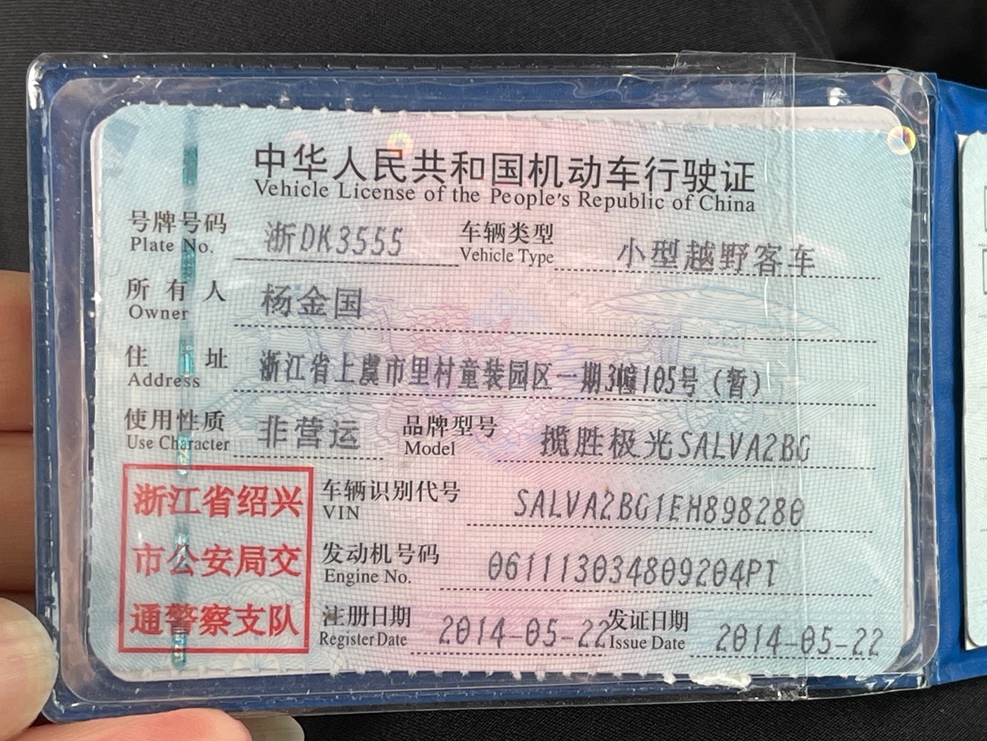 中华人民共和国机动车行驶证
Vehicle License of the People's Republic of China
号牌号码 浙DK3555 车辆类型 小型越野客车
Plate No. Vehicle Type
所有人 杨金国
Owner
住址 浙江省上虞市里村童装园区一期3幢105号（暂）
Address
使用性质 非营运 品牌型号 揽胜极光SALVA2BG
Use Character Model
浙江省绍兴
市公安局交
通警察支队
车辆识别代号 SALVA2BG1EH898280
VIN
发动机号码 061113034809204PT
Engine No.
注册日期 2014-05-22 发证日期 2014-05-22
Register Date Issue Date